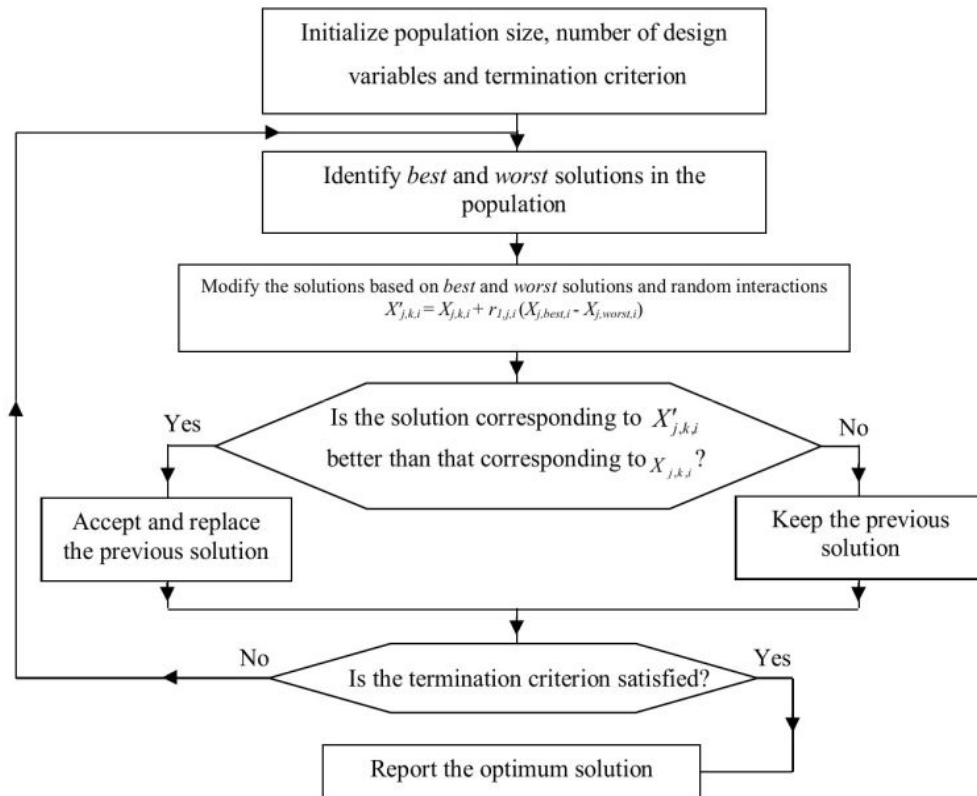 Initialize population size, number of design
variables and termination criterion
Identify best and worst solutions in the
population
Modify the solutions based on best and worst solutions and random interactions
X'j,k,i = Xj,k,i + r1,j,i (Xj,best,i - Xj,worst,i)
Is the solution corresponding to X'j,k,i
better than that corresponding to Xj,k,i ?
Yes
No
Accept and replace
the previous solution
Keep the previous
solution
Is the termination criterion satisfied?
No
Yes
Report the optimum solution